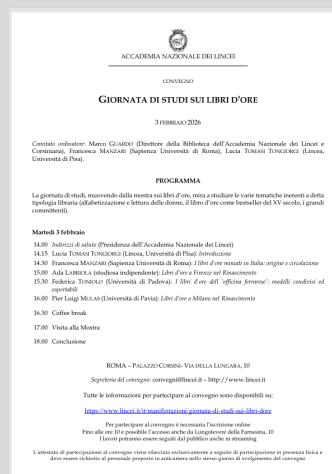 ACCADEMIA NAZIONALE DEI LINCEI
CONVEGNO
GIORNATA DI STUDI SUI LIBRI D'ORE
3 FEBBRAIO 2026
Comitato ordinatore: Marco GUARDO (Direttore della Biblioteca dell'Accademia Nazionale dei Lincei e
Corsiniana), Francesca MANZARI (Sapienza Università di Roma), Lucia TOMASI TONGIORGI (Lincea,
Università di Pisa).
PROGRAMMA
La giornata di studi, muovendo dalla mostra sui libri d'ore, mira a studiare le varie tematiche inerenti a detta
tipologia libraria (alfabetizzazione e lettura delle donne, il libro d'ore come bestseller del XV secolo, i grandi
committenti).
Martedì 3 febbraio
14.00 Indirizzi di saluto (Presidenza dell'Accademia Nazionale dei Lincei)
14.15 Lucia TOMASI TONGIORGI (Lincea, Università di Pisa): Introduzione
14.30 Francesca MANZARI (Sapienza Università di Roma): I libri d'ore miniati in Italia: origine e circolazione
15.00 Ada LABRIOLA (studiosa indipendente): Libri d'ore a Firenze nel Rinascimento
15.30 Federica TONIOLO (Università di Padova): I libri d'ore dell'"officina ferrarese": modelli condivisi ed
esportabili
16.00 Pier Luigi MULAS (Università di Pavia): Libri d'ore a Milano nel Rinascimento
16.30 Coffee break
17.00 Visita alla Mostra
18.00 Conclusione
ROMA – PALAZZO CORSINI- VIA DELLA LUNGARA, 10
Segreteria del convegno: convegni@lincei.it – http://www.lincei.it
Tutte le informazioni per partecipare al convegno sono disponibili su:
https://www.lincei.it/it/manifestazioni/giornata-di-studi-sui-libri-dore
Per partecipare al convegno è necessaria l'iscrizione online
Fino alle ore 10 è possibile l'accesso anche da Lungotevere della Farnesina, 10
I lavori potranno essere seguiti dal pubblico anche in streaming
L'attestato di partecipazione al convegno viene rilasciato esclusivamente a seguito di partecipazione in presenza fisica e
deve essere richiesto al personale preposto in anticamera nello stesso giorno di svolgimento del convegno